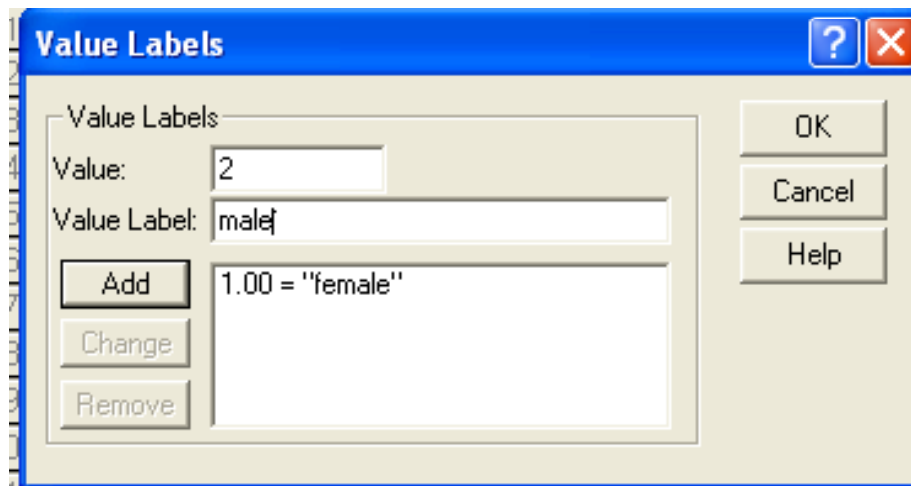 Value Labels
Value Labels
Value: 2
Value Label: male
Add
1.00 = "female"
Change
Remove
OK
Cancel
Help